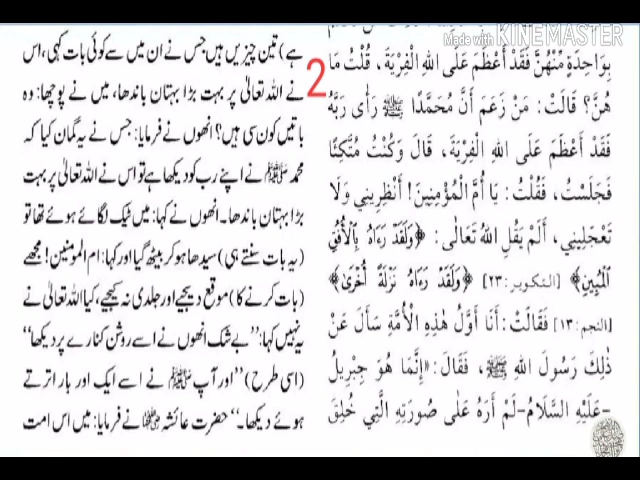 Made with KINEMASTER
بِوَاحِدَةٍ مِّنْهُنَّ فَقَدْ أَعْظَمَ عَلَى اللهِ الْفِرْيَةَ، قُلْتُ مَا
هُنَّ؟ قَالَتْ: مَنْ زَعَمَ أَنَّ مُحَمَّدًا ﷺ رَأَى رَبَّهُ
فَقَدْ أَعْظَمَ عَلَى اللهِ الْفِرْيَةَ، قَالَ وَكُنْتُ مُتَّكِئًا
فَجَلَسْتُ، فَقُلْتُ: يَا أُمَّ الْمُؤْمِنِينَ! أَنْظِرِينِي وَلَا
تَعْجَلِينِي، أَلَمْ يَقُلِ اللهُ تَعَالَى: ﴿وَلَقَدْ رَءَاهُ بِالْأُفُقِ
الْمُبِينِ﴾ [التكوير:٢٣] ﴿وَلَقَدْ رَءَاهُ نَزْلَةً أُخْرَىٰ﴾
[النجم:١٣] فَقَالَتْ: أَنَا أَوَّلُ هَذِهِ الْأُمَّةِ سَأَلَ عَنْ
ذٰلِكَ رَسُولَ اللهِ ﷺ، فَقَالَ: «إِنَّمَا هُوَ جِبْرِيلُ
-عَلَيْهِ السَّلَامُ- لَمْ أَرَهُ عَلَى صُورَتِهِ الَّتِي خُلِقَ
2
ہے) تین چیزیں ہیں جس نے ان میں سے کوئی بات کہی، اس
نے اللہ تعالیٰ پر بہت بڑا بہتان باندھا، میں نے پوچھا: وہ
باتیں کون سی ہیں؟ انھوں نے فرمایا: جس نے یہ گمان کیا کہ
محمد ﷺ نے اپنے رب کو دیکھا ہے تو اس نے اللہ تعالیٰ پر بہت
بڑا بہتان باندھا۔ انھوں نے کہا: میں ٹیک لگائے ہوئے تھا تو
(یہ بات سنتے ہی) سیدھا ہو کر بیٹھ گیا اور کہا: ام المومنین! مجھے
(بات کرنے کا) موقع دیجیے اور جلدی نہ کیجیے، کیا اللہ تعالیٰ نے
یہ نہیں کہا: ”بے شک انھوں نے اسے روشن کنارے پر دیکھا“
(اسی طرح) ”اور آپ ﷺ نے اسے ایک اور بار اترتے
ہوئے دیکھا۔“ حضرت عائشہ رضی اللہ عنہا نے فرمایا: میں اس امت